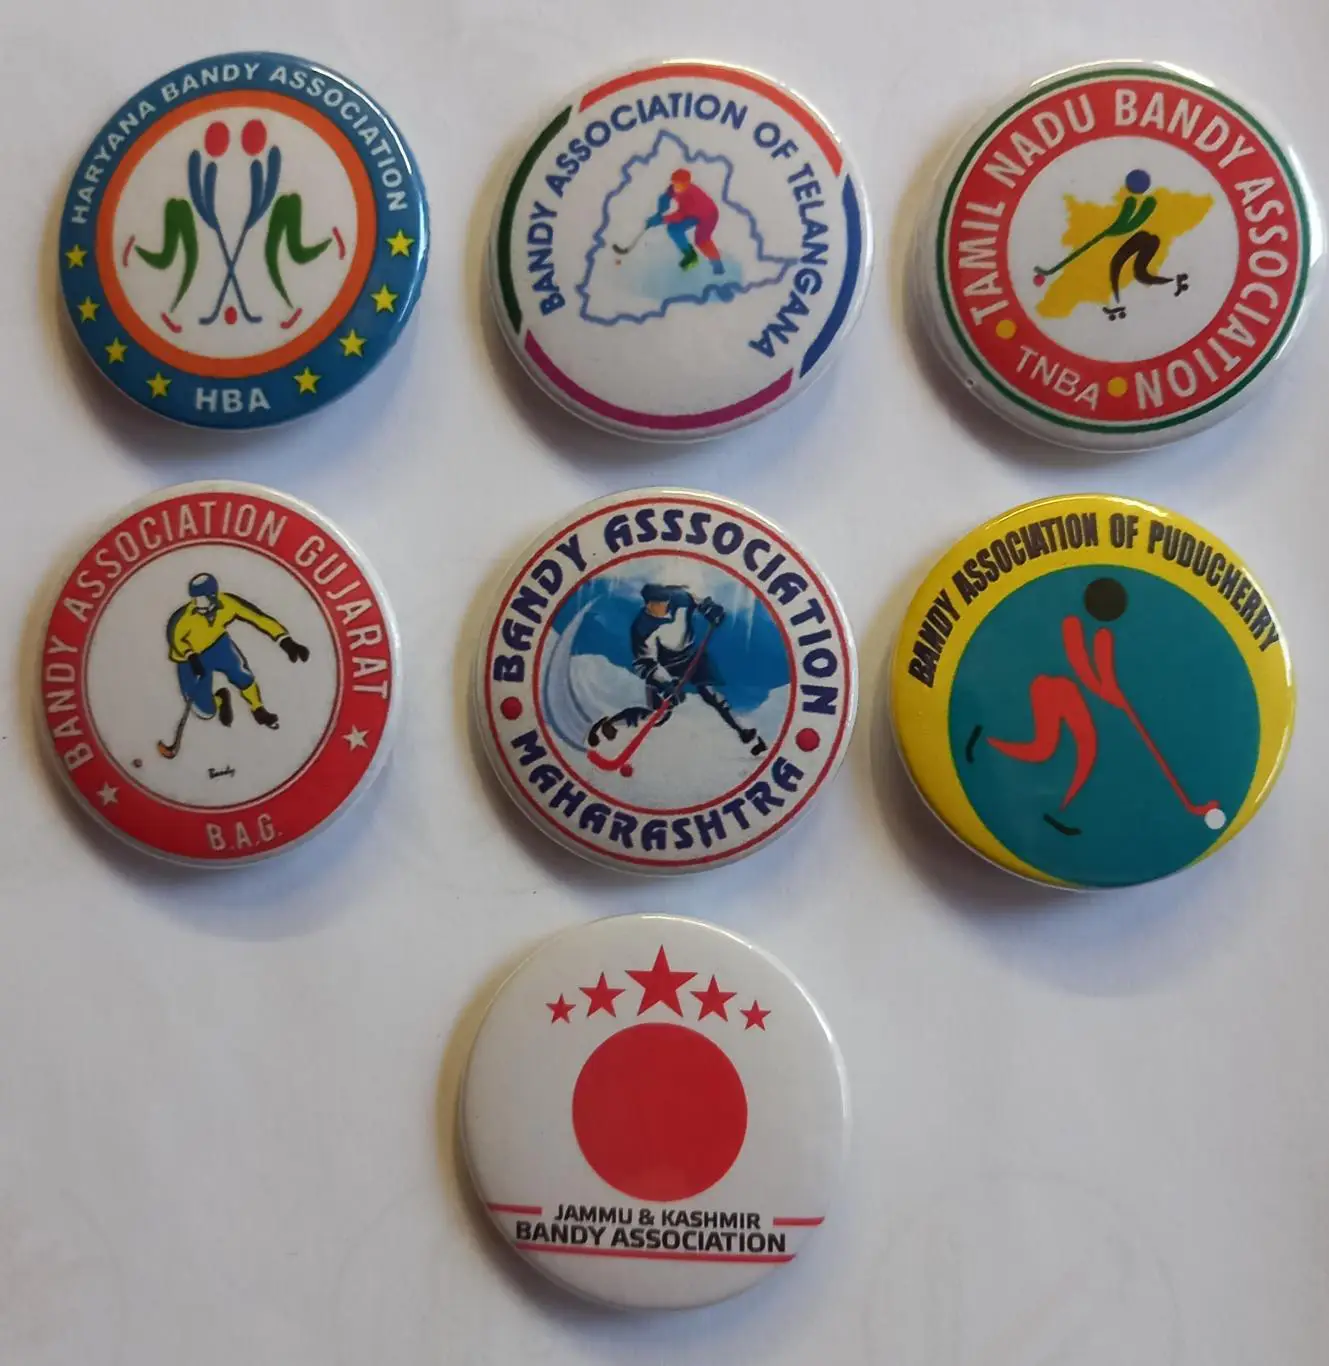 HARYANA BANDY ASSOCIATION
HBA
BANDY ASSOCIATION OF TELANGANA
TAMIL NADU BANDY ASSOCIATION
TNBA
BANDY ASSOCIATION GUJARAT
Bandy
B.A.G.
BANDY ASSSOCIATION
MAHARASHTRA
BANDY ASSOCIATION OF PUDUCHERRY
JAMMU & KASHMIR
BANDY ASSOCIATION